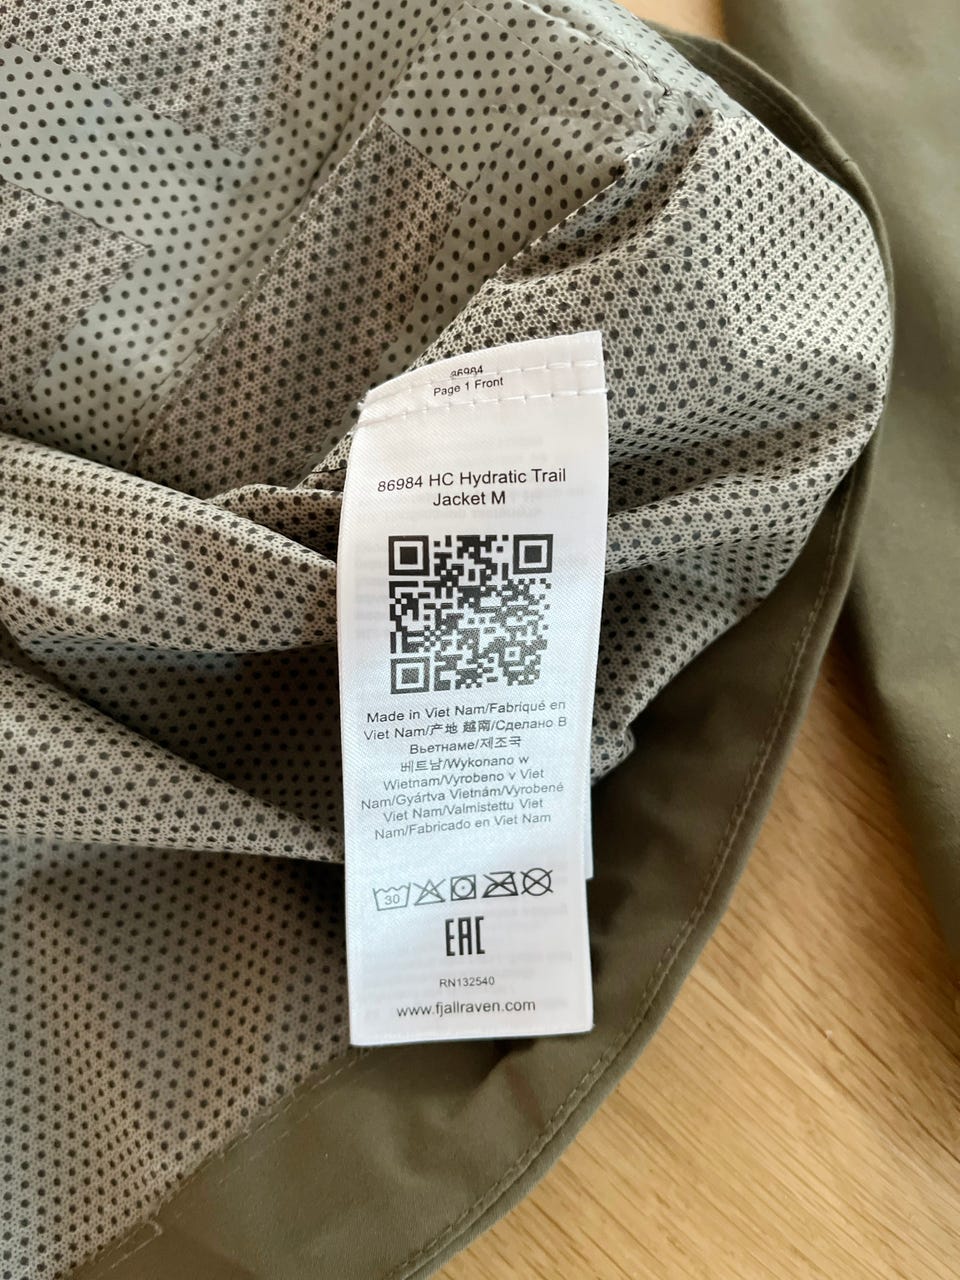 86984
Page 1 Front
86984 HC Hydratic Trail
Jacket M
Made in Viet Nam/Fabriqué en
Viet Nam/产地 越南/Сделано В
Вьетнаме/제조국
베트남/Wykonano w
Wietnam/Vyrobeno v Viet
Nam/Gyártva Vietnám/Vyrobené
Viet Nam/Valmistettu Viet
Nam/Fabricado en Viet Nam
30
EAC
RN132540
www.fjallraven.com